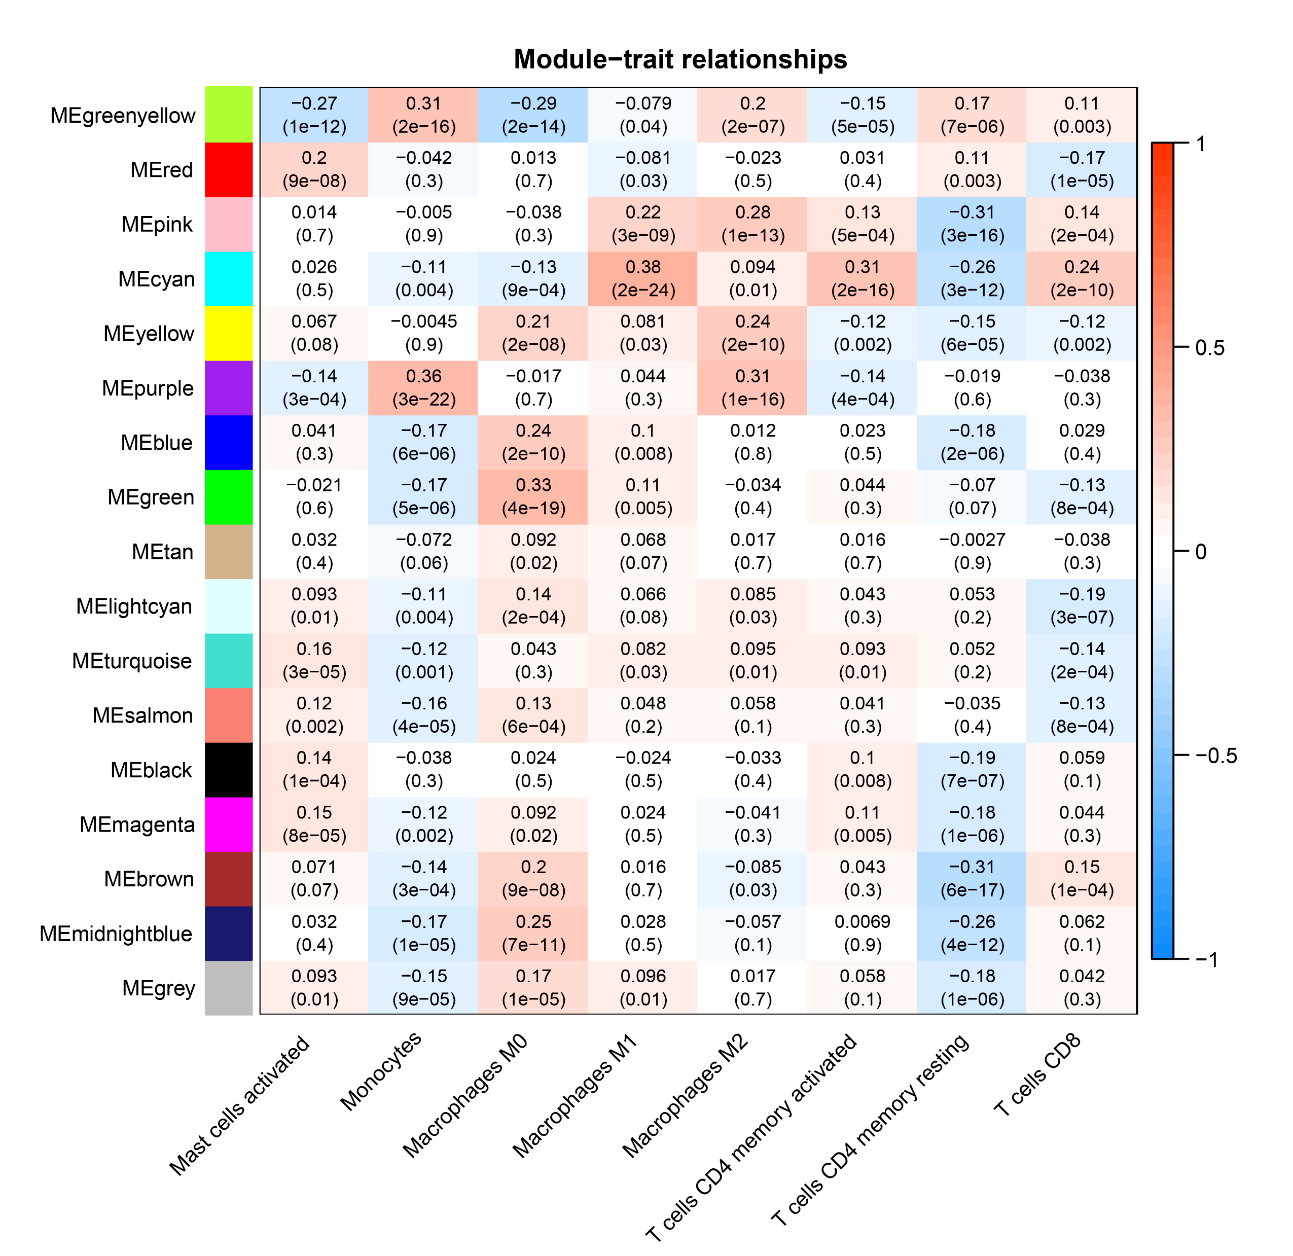 Module−trait relationships
MEgreenyellow −0.27 0.31 −0.29 −0.079 0.2 −0.15 0.17 0.11
(1e−12) (2e−16) (2e−14) (0.04) (2e−07) (5e−05) (7e−06) (0.003)
MEred 0.2 −0.042 0.013 −0.081 −0.023 0.031 0.11 −0.17
(9e−08) (0.3) (0.7) (0.03) (0.5) (0.4) (0.003) (1e−05)
MEpink 0.014 −0.005 −0.038 0.22 0.28 0.13 −0.31 0.14
(0.7) (0.9) (0.3) (3e−09) (1e−13) (5e−04) (3e−16) (2e−04)
MEcyan 0.026 −0.11 −0.13 0.38 0.094 0.31 −0.26 0.24
(0.5) (0.004) (9e−04) (2e−24) (0.01) (2e−16) (3e−12) (2e−10)
MEyellow 0.067 −0.0045 0.21 0.081 0.24 −0.12 −0.15 −0.12
(0.08) (0.9) (2e−08) (0.03) (2e−10) (0.002) (6e−05) (0.002)
MEpurple −0.14 0.36 −0.017 0.044 0.31 −0.14 −0.019 −0.038
(3e−04) (3e−22) (0.7) (0.3) (1e−16) (4e−04) (0.6) (0.3)
MEblue 0.041 −0.17 0.24 0.1 0.012 0.023 −0.18 0.029
(0.3) (6e−06) (2e−10) (0.008) (0.8) (0.5) (2e−06) (0.4)
MEgreen −0.021 −0.17 0.33 0.11 −0.034 0.044 −0.07 −0.13
(0.6) (5e−06) (4e−19) (0.005) (0.4) (0.3) (0.07) (8e−04)
MEtan 0.032 −0.072 0.092 0.068 0.017 0.016 −0.0027 −0.038
(0.4) (0.06) (0.02) (0.07) (0.7) (0.7) (0.9) (0.3)
MElightcyan 0.093 −0.11 0.14 0.066 0.085 0.043 0.053 −0.19
(0.01) (0.004) (2e−04) (0.08) (0.03) (0.3) (0.2) (3e−07)
MEturquoise 0.16 −0.12 0.043 0.082 0.095 0.093 0.052 −0.14
(3e−05) (0.001) (0.3) (0.03) (0.01) (0.01) (0.2) (2e−04)
MEsalmon 0.12 −0.16 0.13 0.048 0.058 0.041 −0.035 −0.13
(0.002) (4e−05) (6e−04) (0.2) (0.1) (0.3) (0.4) (8e−04)
MEblack 0.14 −0.038 0.024 −0.024 −0.033 0.1 −0.19 0.059
(1e−04) (0.3) (0.5) (0.5) (0.4) (0.008) (7e−07) (0.1)
MEmagenta 0.15 −0.12 0.092 0.024 −0.041 0.11 −0.18 0.044
(8e−05) (0.002) (0.02) (0.5) (0.3) (0.005) (1e−06) (0.3)
MEbrown 0.071 −0.14 0.2 0.016 −0.085 0.043 −0.31 0.15
(0.07) (3e−04) (9e−08) (0.7) (0.03) (0.3) (6e−17) (1e−04)
MEmidnightblue 0.032 −0.17 0.25 0.028 −0.057 0.0069 −0.26 0.062
(0.4) (1e−05) (7e−11) (0.5) (0.1) (0.9) (4e−12) (0.1)
MEgrey 0.093 −0.15 0.17 0.096 0.017 0.058 −0.18 0.042
(0.01) (9e−05) (1e−05) (0.01) (0.7) (0.1) (1e−06) (0.3)
Mast cells activated
Monocytes
Macrophages M0
Macrophages M1
Macrophages M2
T cells CD4 memory activated
T cells CD4 memory resting
T cells CD8
1
0.5
0
−0.5
−1